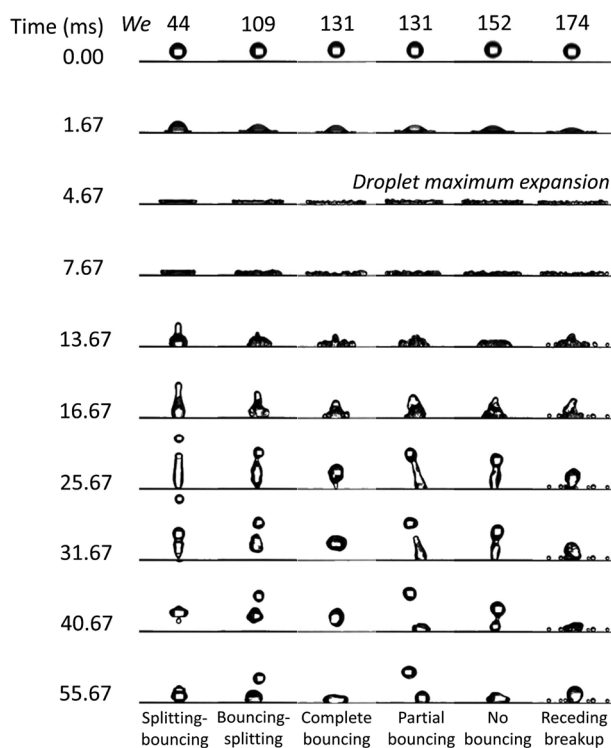 Time (ms) We 44 109 131 131 152 174
0.00
1.67
Droplet maximum expansion
4.67
7.67
13.67
16.67
25.67
31.67
40.67
55.67
Splitting- Bouncing- Complete Partial No Receding
bouncing splitting bouncing bouncing bouncing breakup